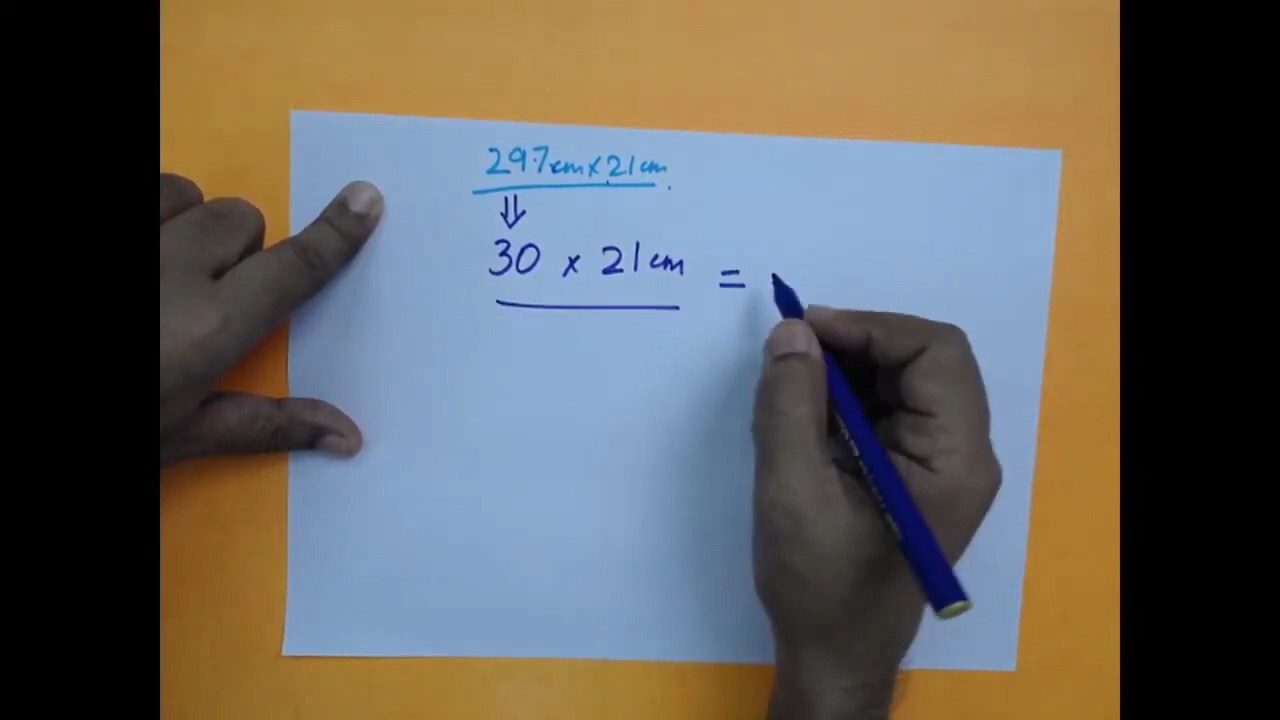 29.7cm x 21cm.
⇓
30 x 21cm =